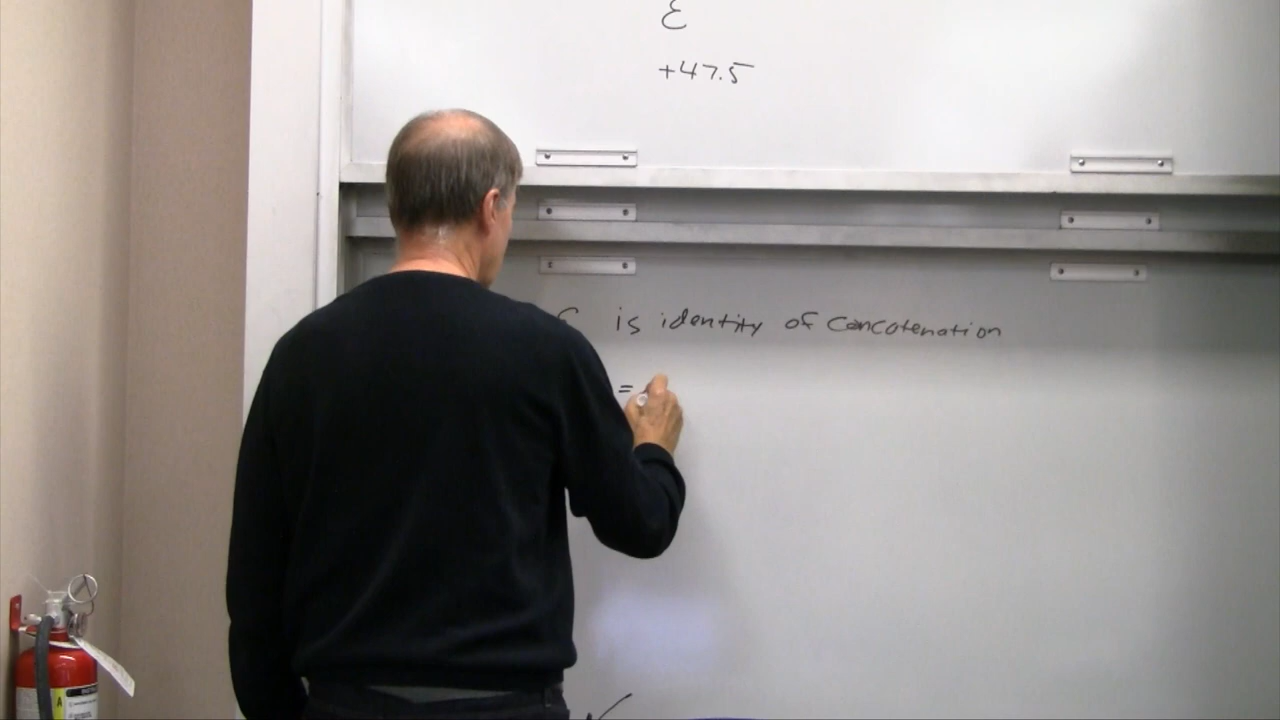 ε
+47.5
ε is identity of concatenation
=
A